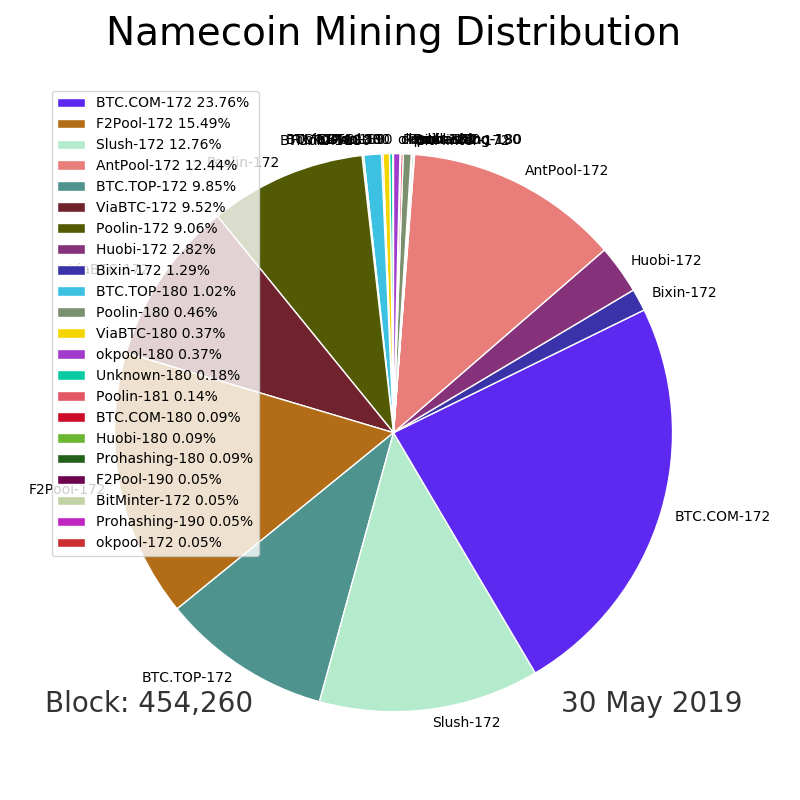 Namecoin Mining Distribution
BTC.COM-172 23.76%
F2Pool-172 15.49%
Slush-172 12.76%
AntPool-172 12.44%
BTC.TOP-172 9.85%
ViaBTC-172 9.52%
Poolin-172 9.06%
Huobi-172 2.82%
Bixin-172 1.29%
BTC.TOP-180 1.02%
Poolin-180 0.46%
ViaBTC-180 0.37%
okpool-180 0.37%
Unknown-180 0.18%
Poolin-181 0.14%
BTC.COM-180 0.09%
Huobi-180 0.09%
Prohashing-180 0.09%
F2Pool-190 0.05%
BitMinter-172 0.05%
Prohashing-190 0.05%
okpool-172 0.05%
AntPool-172
Huobi-172
Bixin-172
BTC.COM-172
Slush-172
BTC.TOP-172
F2Pool-172
Block: 454,260
30 May 2019